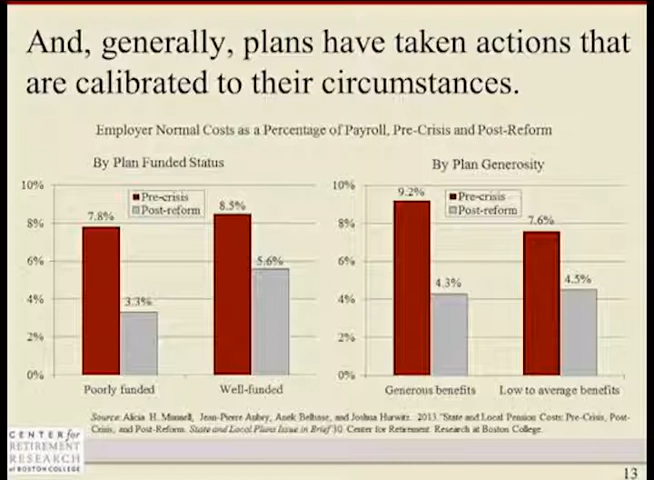 And, generally, plans have taken actions that
are calibrated to their circumstances.
Employer Normal Costs as a Percentage of Payroll, Pre-Crisis and Post-Reform
By Plan Funded Status
10%
8%
6%
4%
2%
0%
Pre-crisis
Post-reform
7.8%
3.3%
8.5%
5.6%
Poorly funded
Well-funded
By Plan Generosity
10%
8%
6%
4%
2%
0%
Pre-crisis
Post-reform
9.2%
4.3%
7.6%
4.5%
Generous benefits
Low to average benefits
Source: Alicia H. Munnell, Jean-Pierre Aubry, Anek Belbase, and Joshua Hurwitz. 2013. "State and Local Pension Costs: Pre-Crisis, Post-
Crisis, and Post-Reform. State and Local Plans Issue in Brief 30. Center for Retirement Research at Boston College.
CENTER for
RETIREMENT
RESEARCH
at BOSTON COLLEGE
13